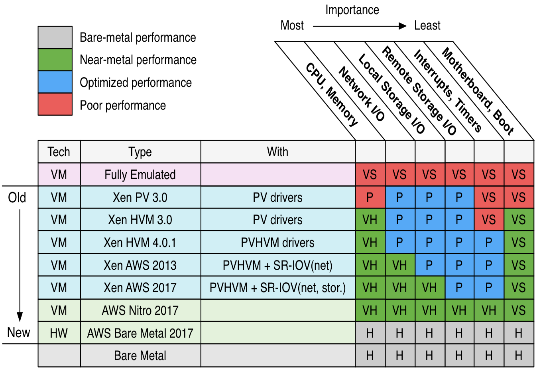 Importance
Most Least
Bare-metal performance
Near-metal performance
Optimized performance
Poor performance
CPU, Memory
Network I/O
Local Storage I/O
Remote Storage I/O
Interrupts, Timers
Motherboard, Boot
Tech Type With
VM Fully Emulated VS VS VS VS VS VS
Old VM Xen PV 3.0 PV drivers P P P P VS VS
VM Xen HVM 3.0 PV drivers VH P P P VS VS
VM Xen HVM 4.0.1 PVHVM drivers VH P P P P VS
VM Xen AWS 2013 PVHVM + SR-IOV(net) VH VH P P P VS
VM Xen AWS 2017 PVHVM + SR-IOV(net, stor.) VH VH VH P P VS
VM AWS Nitro 2017 VH VH VH VH VH VS
New HW AWS Bare Metal 2017 H H H H H H
Bare Metal H H H H H H